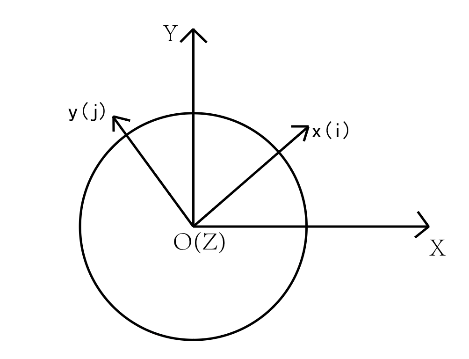 Y
y(j)
x(i)
O(Z)
X